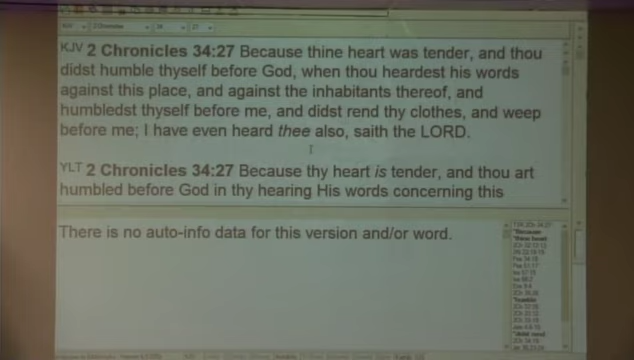 KJV 2 Chronicles 34:27 Because thine heart was tender, and thou
didst humble thyself before God, when thou heardest his words
against this place, and against the inhabitants thereof, and
humbledst thyself before me, and didst rend thy clothes, and weep
before me; I have even heard thee also, saith the LORD.
YLT 2 Chronicles 34:27 Because thy heart is tender, and thou art
humbled before God in thy hearing His words concerning this
There is no auto-info data for this version and/or word.